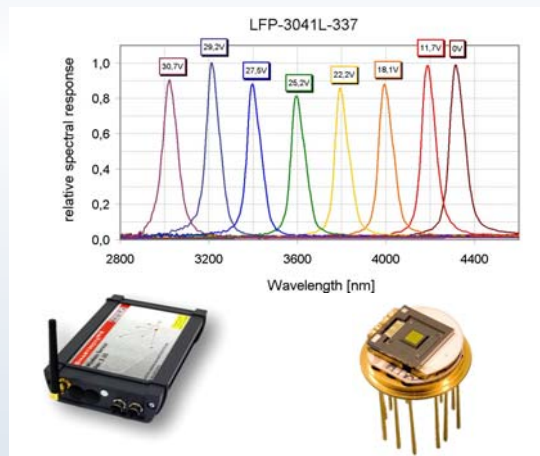 LFP-3041L-337
relative spectral response
1,0
0,8
0,6
0,4
0,2
0,0
30,7V
29,2V
27,6V
25,2V
22,2V
18,1V
11,7V
0V
2800 3200 3600 4000 4400
Wavelength [nm]